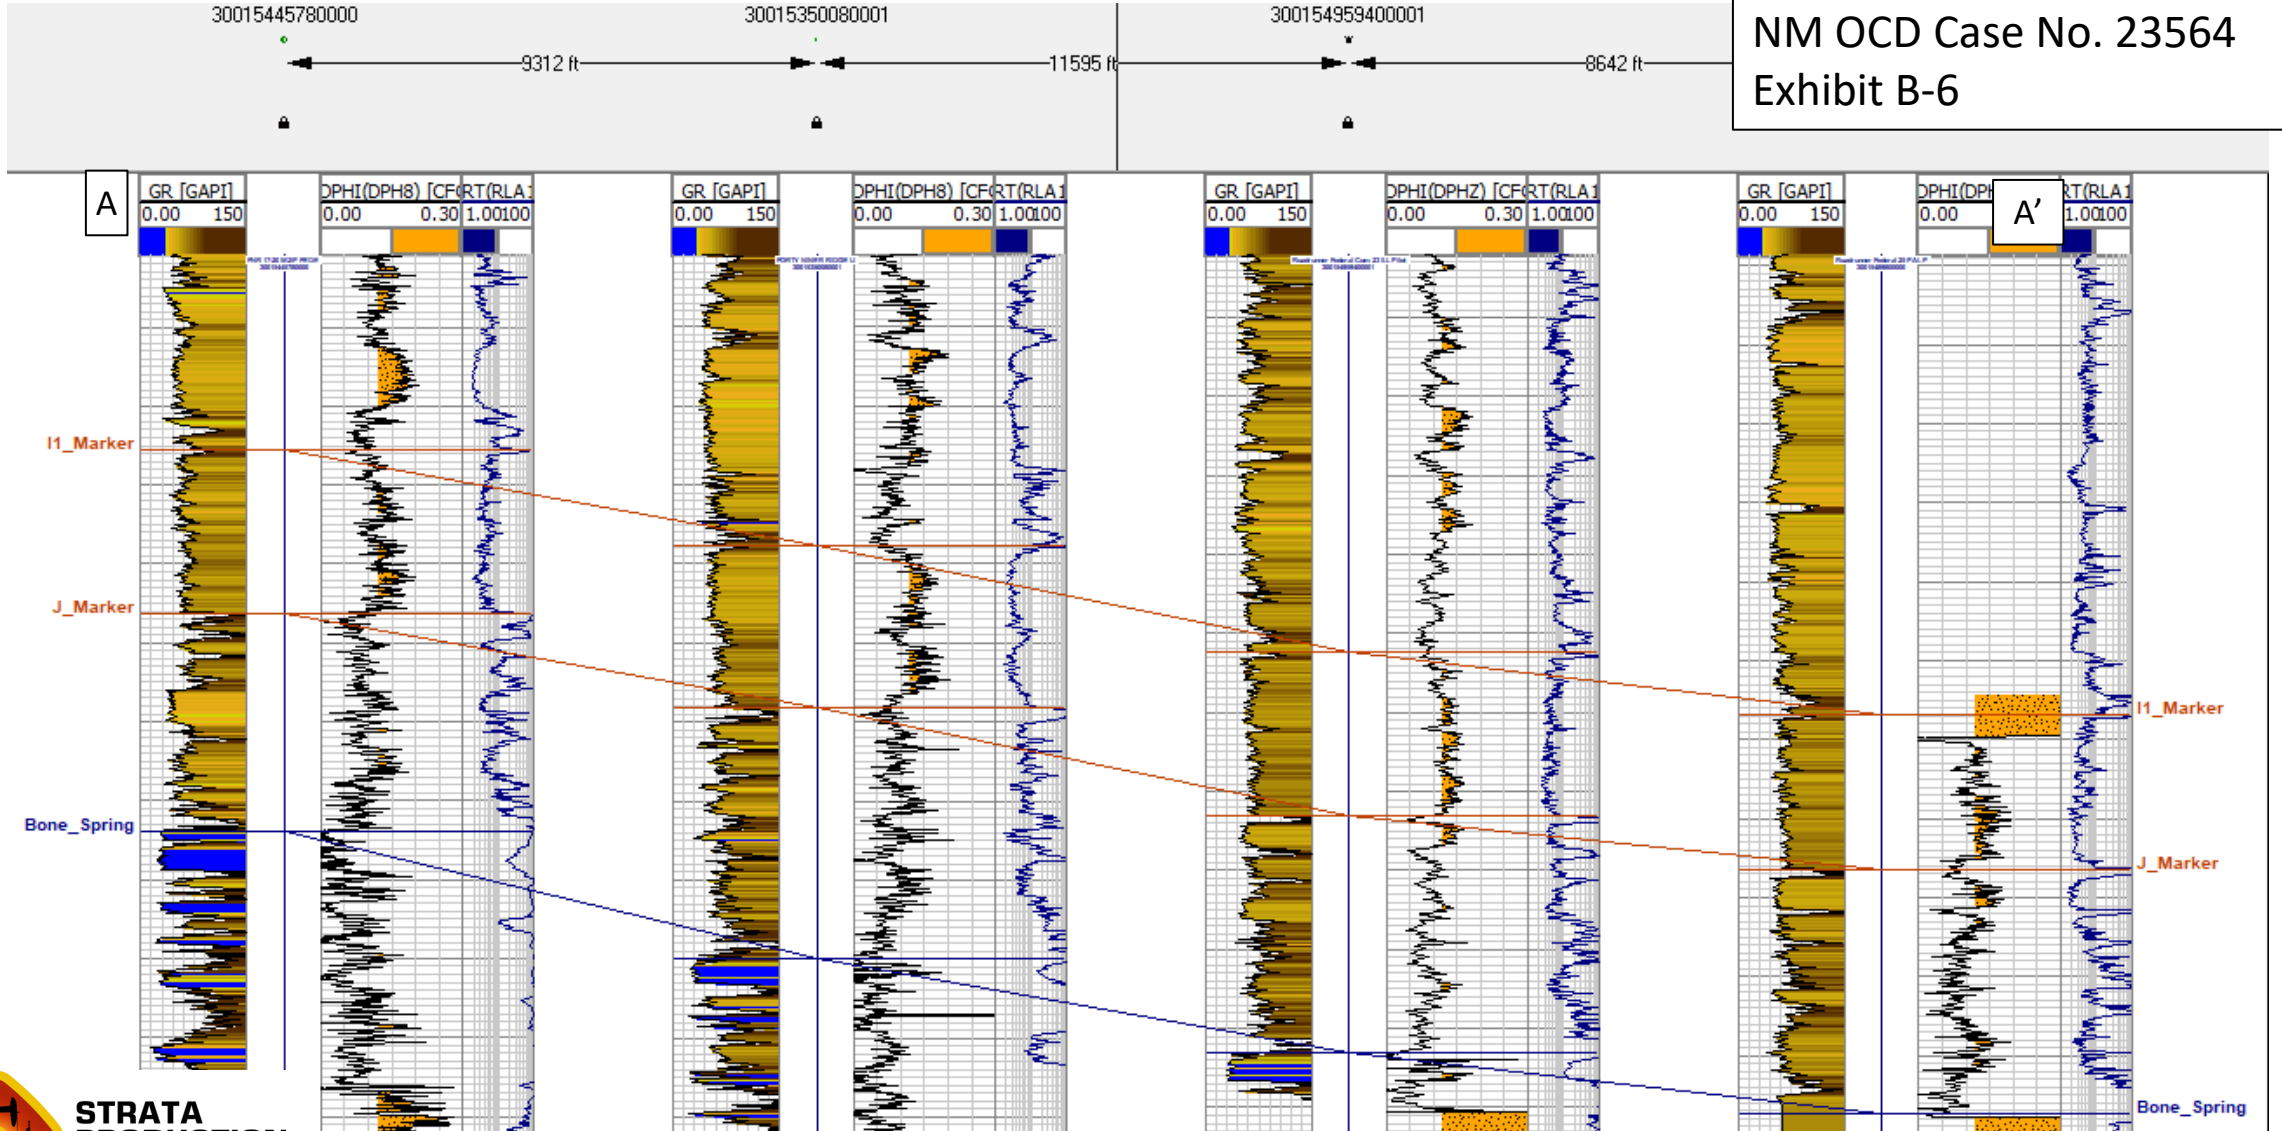 30015445780000
30015350080001
300154959400001
NM OCD Case No. 23564
Exhibit B-6
9312 ft
11595 ft
8642 ft
A
GR [GAPI]
DPHI(DPH8) [CF
RT(RLA1
GR [GAPI]
DPHI(DPH8) [CF
RT(RLA1
GR [GAPI]
DPHI(DPHZ) [CF
RT(RLA1
GR [GAPI]
DPHI(DPH
A'
RT(RLA1
0.00 150
0.00 0.30
1.00 100
0.00 150
0.00 0.30
1.00 100
0.00 150
0.00 0.30
1.00 100
0.00 150
0.00
1.00 100
I1_Marker
J_Marker
Bone_Spring
I1_Marker
J_Marker
Bone_Spring
STRATA
PRODUCTION